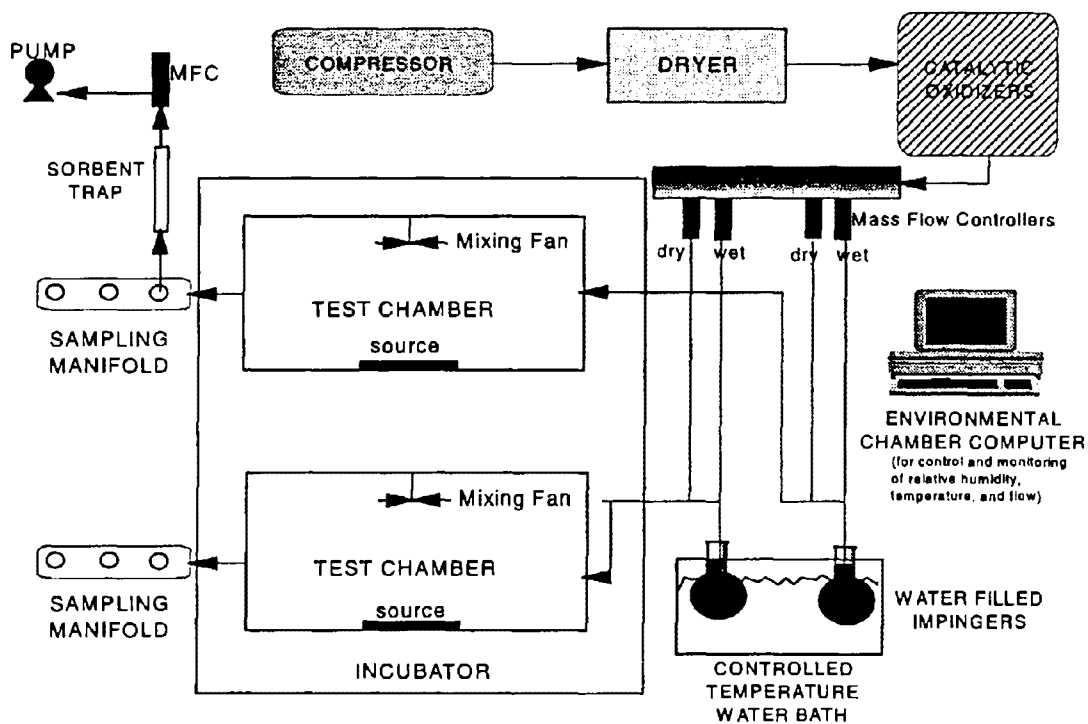 PUMP
MFC
COMPRESSOR
DRYER
CATALYTIC
OXIDIZERS
SORBENT
TRAP
Mass Flow Controllers
dry
wet
dry
wet
Mixing Fan
TEST CHAMBER
source
SAMPLING
MANIFOLD
ENVIRONMENTAL
CHAMBER COMPUTER
(for control and monitoring
of relative humidity,
temperature, and flow)
Mixing Fan
TEST CHAMBER
source
SAMPLING
MANIFOLD
INCUBATOR
WATER FILLED
IMPINGERS
CONTROLLED
TEMPERATURE
WATER BATH